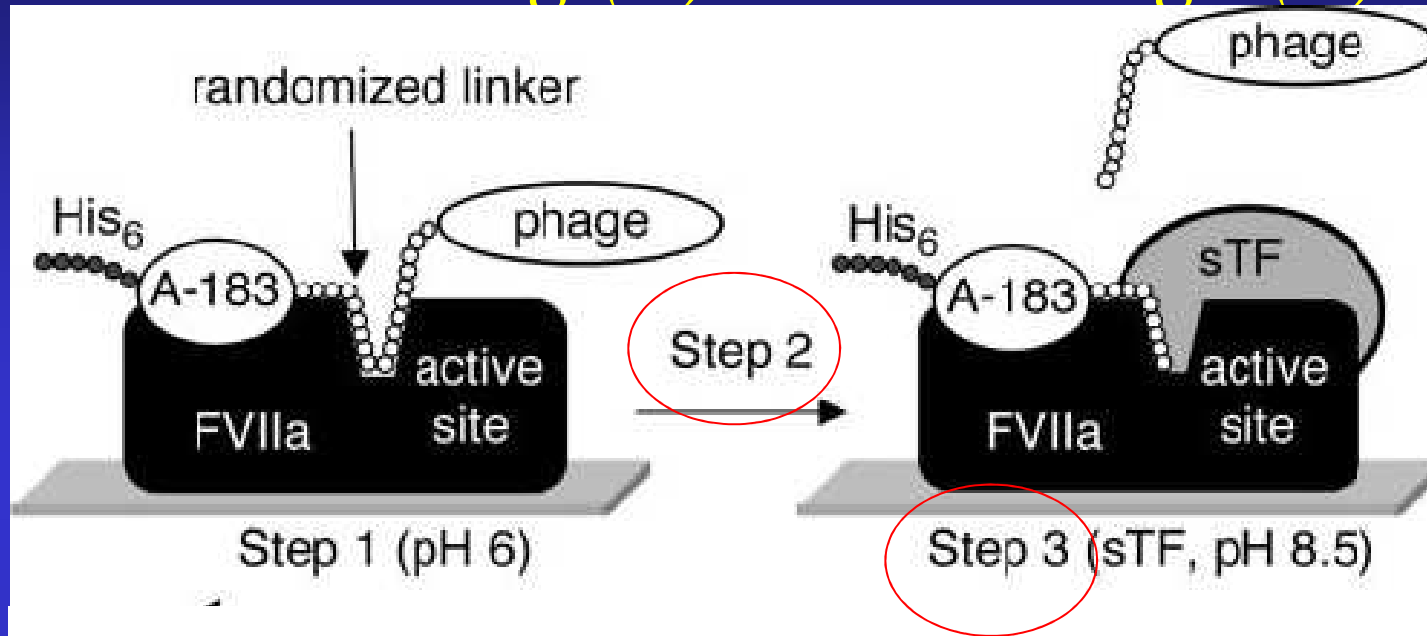 randomized linker
phage
His6
A-183
FVIIa
active
site
Step 1 (pH 6)
Step 2
phage
His6
A-183
sTF
FVIIa
active
site
Step 3 (sTF, pH 8.5)